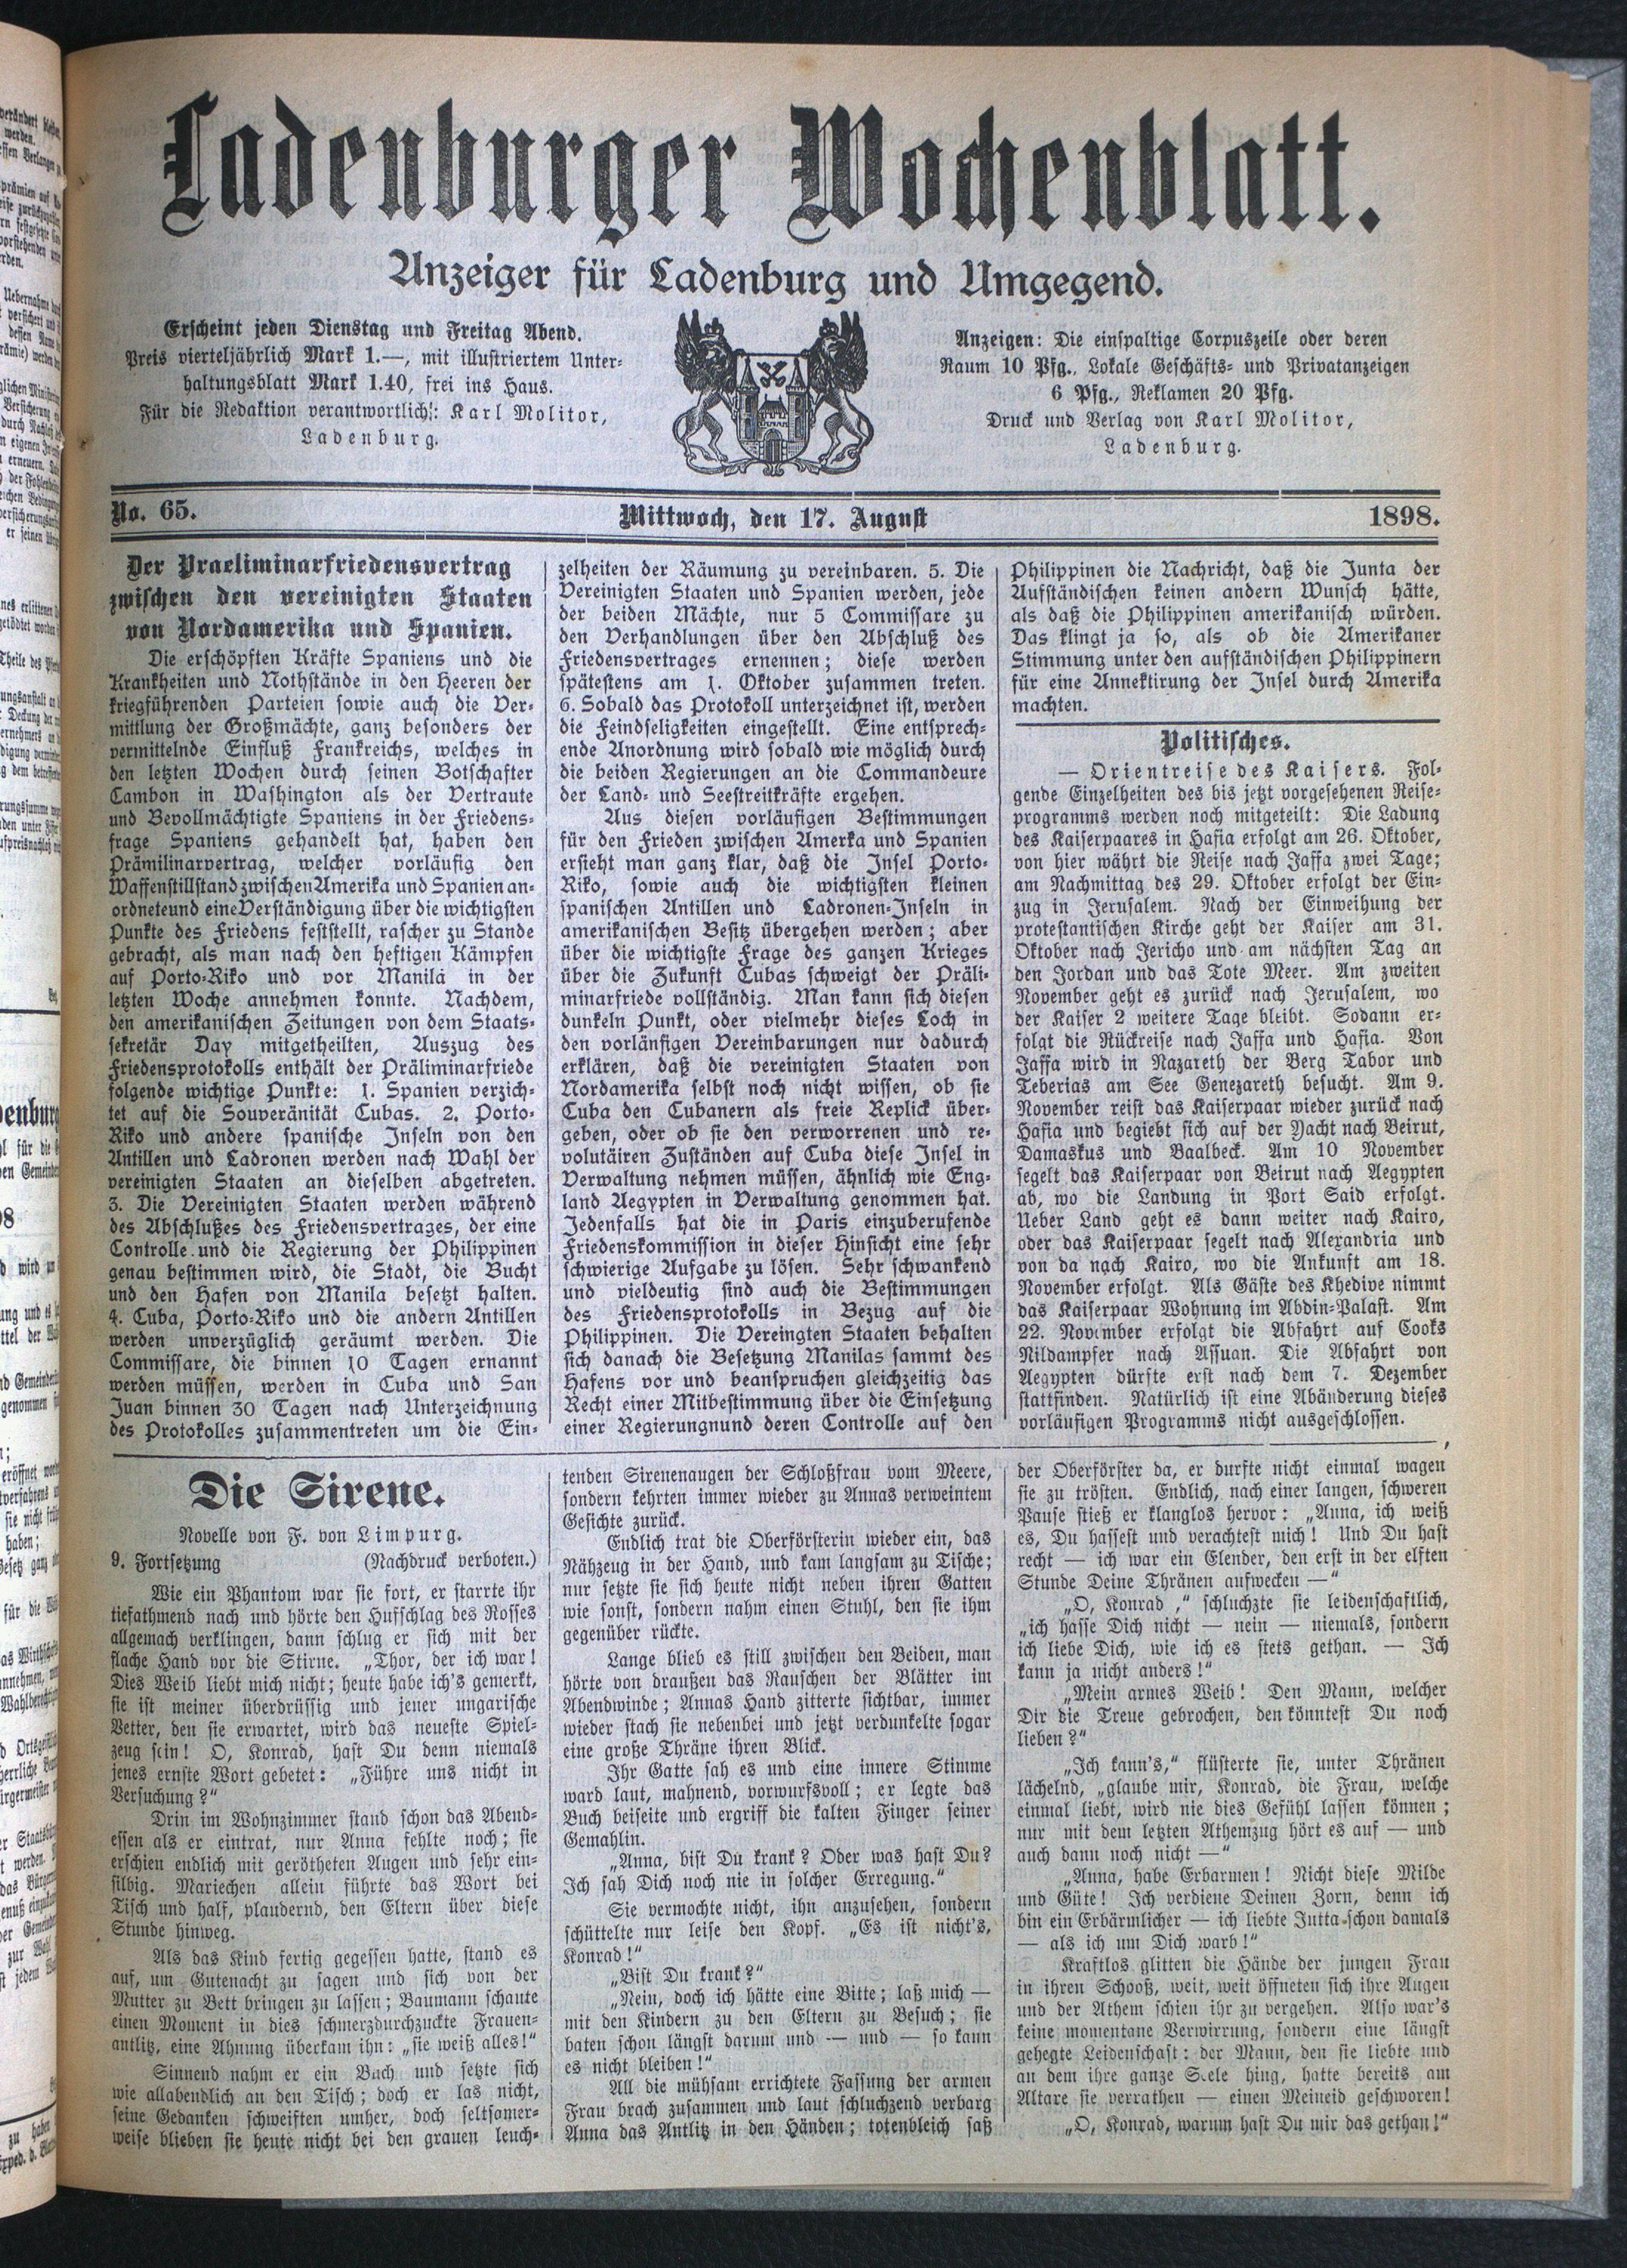 Ladenburger Wochenblatt.
Anzeiger für Ladenburg und Umgegend.
Erscheint jeden Dienstag und Freitag Abend.
Preis vierteljährlich Mark 1.—, mit illustriertem Unter-
haltungsblatt Mark 1.40, frei ins Haus.
Für die Redaktion verantwortlich: Karl Molitor,
Ladenburg.
Anzeigen: Die einspaltige Corpuszeile oder deren
Raum 10 Pfg., Lokale Geschäfts- und Privatanzeigen
6 Pfg., Reklamen 20 Pfg.
Druck und Verlag von Karl Molitor,
Ladenburg.
No. 65.
Mittwoch, den 17. August
1898.
Der Praeliminarfriedensvertrag
zwischen den vereinigten Staaten
von Nordamerika und Spanien.
Die erschöpften Kräfte Spaniens und die
Krankheiten und Nothstände in den Heeren der
kriegführenden Parteien sowie auch die Ver-
mittlung der Großmächte, ganz besonders der
vermittelnde Einfluß Frankreichs, welches in
den letzten Wochen durch seinen Botschafter
Cambon in Washington als der Vertraute
und Bevollmächtigte Spaniens in der Friedens-
frage Spaniens gehandelt hat, haben den
Prämilinarvertrag, welcher vorläufig den
Waffenstillstand zwischen Amerika und Spanien an-
ordneteund eine Verständigung über die wichtigsten
Punkte des Friedens feststellt, rascher zu Stande
gebracht, als man nach den heftigen Kämpfen
auf Porto-Riko und vor Manila in der
letzten Woche annehmen konnte. Nachdem,
den amerikanischen Zeitungen von dem Staats-
sekretär Day mitgetheilten, Auszug des
Friedensprotokolls enthält der Präliminarfriede
folgende wichtige Punkte: 1. Spanien verzich-
tet auf die Souveränität Cubas. 2. Porto-
Riko und andere spanische Inseln von den
Antillen und Ladronen werden nach Wahl der
vereinigten Staaten an dieselben abgetreten.
3. Die Vereinigten Staaten werden während
des Abschlußes des Friedensvertrages, der eine
Controlle und die Regierung der Philippinen
genau bestimmen wird, die Stadt, die Bucht
und den Hafen von Manila besetzt halten.
4. Cuba, Porto-Riko und die andern Antillen
werden unverzüglich geräumt werden. Die
Commissare, die binnen 10 Tagen ernannt
werden müssen, werden in Cuba und San
Juan binnen 30 Tagen nach Unterzeichnung
des Protokolles zusammentreten um die Ein-
zelheiten der Räumung zu vereinbaren. 5. Die
Vereinigten Staaten und Spanien werden, jede
der beiden Mächte, nur 5 Commissare zu
den Verhandlungen über den Abschluß des
Friedensvertrages ernennen; diese werden
spätestens am 1. Oktober zusammen treten.
6. Sobald das Protokoll unterzeichnet ist, werden
die Feindseligkeiten eingestellt. Eine entsprech-
ende Anordnung wird sobald wie möglich durch
die beiden Regierungen an die Commandeure
der Land- und Seestreitkräfte ergehen.
Aus diesen vorläufigen Bestimmungen
für den Frieden zwischen Amerka und Spanien
ersieht man ganz klar, daß die Insel Porto-
Riko, sowie auch die wichtigsten kleinen
spanischen Antillen und Ladronen-Inseln in
amerikanischen Besitz übergehen werden; aber
über die wichtigste Frage des ganzen Krieges
über die Zukunft Cubas schweigt der Präli-
minarfriede vollständig. Man kann sich diesen
dunkeln Punkt, oder vielmehr dieses Loch in
den vorlänfigen Vereinbarungen nur dadurch
erklären, daß die vereinigten Staaten von
Nordamerika selbst noch nicht wissen, ob sie
Cuba den Cubanern als freie Replick über-
geben, oder ob sie den verworrenen und re-
volutäiren Zuständen auf Cuba diese Insel in
Verwaltung nehmen müssen, ähnlich wie Eng-
land Aegypten in Verwaltung genommen hat.
Jedenfalls hat die in Paris einzuberufende
Friedenskommission in dieser Hinsicht eine sehr
schwierige Aufgabe zu lösen. Sehr schwankend
und vieldeutig sind auch die Bestimmungen
des Friedensprotokolls in Bezug auf die
Philippinen. Die Vereingten Staaten behalten
sich danach die Besetzung Manilas sammt des
Hafens vor und beanspruchen gleichzeitig das
Recht einer Mitbestimmung über die Einsetzung
einer Regierungnund deren Controlle auf den
Philippinen die Nachricht, daß die Junta der
Aufständischen keinen andern Wunsch hätte,
als daß die Philippinen amerikanisch würden.
Das klingt ja so, als ob die Amerikaner
Stimmung unter den aufständischen Philippinern
für eine Annektirung der Insel durch Amerika
machten.
Politisches.
— Orientreise des Kaisers. Fol-
gende Einzelheiten des bis jetzt vorgesehenen Reise-
programms werden noch mitgeteilt: Die Ladung
des Kaiserpaares in Hafia erfolgt am 26. Oktober,
von hier währt die Reise nach Jaffa zwei Tage;
am Nachmittag des 29. Oktober erfolgt der Ein-
zug in Jerusalem. Nach der Einweihung der
protestantischen Kirche geht der Kaiser am 31.
Oktober nach Jericho und am nächsten Tag an
den Jordan und das Tote Meer. Am zweiten
November geht es zurück nach Jerusalem, wo
der Kaiser 2 weitere Tage bleibt. Sodann er-
folgt die Rückreise nach Jaffa und Hafia. Von
Jaffa wird in Nazareth der Berg Tabor und
Teberias am See Genezareth besucht. Am 9.
November reist das Kaiserpaar wieder zurück nach
Hafia und begiebt sich auf der Yacht nach Beirut,
Damaskus und Baalbeck. Am 10 November
segelt das Kaiserpaar von Beirut nach Aegypten
ab, wo die Landung in Port Said erfolgt.
Ueber Land geht es dann weiter nach Kairo,
oder das Kaiserpaar segelt nach Alexandria und
von da nach Kairo, wo die Ankunft am 18.
November erfolgt. Als Gäste des Khedive nimmt
das Kaiserpaar Wohnung im Abdin-Palast. Am
22. November erfolgt die Abfahrt auf Cooks
Nildampfer nach Assuan. Die Abfahrt von
Aegypten dürfte erst nach dem 7. Dezember
stattfinden. Natürlich ist eine Abänderung dieses
vorläufigen Programms nicht ausgeschlossen.
Die Sirene.
Novelle von F. von Limpurg.
9. Fortsetzung (Nachdruck verboten.)
Wie ein Phantom war sie fort, er starrte ihr
tiefathmend nach und hörte den Hufschlag des Rosses
allgemach verklingen, dann schlug er sich mit der
flache Hand vor die Stirne. „Thor, der ich war!
Dies Weib liebt mich nicht; heute habe ich's gemerkt,
sie ist meiner überdrüssig und jener ungarische
Vetter, den sie erwartet, wird das neueste Spiel-
zeug sein! O, Konrad, hast Du denn niemals
jenes ernste Wort gebetet: „Führe uns nicht in
Versuchung?“
Drin im Wohnzimmer stand schon das Abend-
essen als er eintrat, nur Anna fehlte noch; sie
erschien endlich mit gerötheten Augen und sehr ein-
silbig. Mariechen allein führte das Wort bei
Tisch und half, plaudernd, den Eltern über diese
Stunde hinweg.
Als das Kind fertig gegessen hatte, stand es
auf, um Gutenacht zu sagen und sich von der
Mutter zu Bett bringen zu lassen; Baumann schaute
einen Moment in dies schmerzdurchzuckte Frauen-
antlitz, eine Ahnung überkam ihn: „sie weiß alles!“
Sinnend nahm er ein Buch und setzte sich
wie allabendlich an den Tisch; doch er las nicht,
seine Gedanken schweiften umher, doch seltsamer-
weise blieben sie heute nicht bei den grauen leuch-
tenden Sirenenaugen der Schloßfrau vom Meere,
sondern kehrten immer wieder zu Annas verweintem
Gesichte zurück.
Endlich trat die Oberförsterin wieder ein, das
Nähzeug in der Hand, und kam langsam zu Tische;
nur setzte sie sich heute nicht neben ihren Gatten
wie sonst, sondern nahm einen Stuhl, den sie ihm
gegenüber rückte.
Lange blieb es still zwischen den Beiden, man
hörte von draußen das Rauschen der Blätter im
Abendwinde; Annas Hand zitterte sichtbar, immer
wieder stach sie nebenbei und jetzt verdunkelte sogar
eine große Thräne ihren Blick.
Ihr Gatte sah es und eine innere Stimme
ward laut, mahnend, vorwurfsvoll; er legte das
Buch beiseite und ergriff die kalten Finger seiner
Gemahlin.
„Anna, bist Du krank? Oder was hast Du?
Ich sah Dich noch nie in solcher Erregung.“
Sie vermochte nicht, ihn anzusehen, sondern
schüttelte nur leise den Kopf. „Es ist nicht's,
Konrad!“
„Bist Du krank?“
„Nein, doch ich hätte eine Bitte; laß mich —
mit den Kindern zu den Eltern zu Besuch; sie
baten schon längst darum und — und — so kann
es nicht bleiben!“
All die mühsam errichtete Fassung der armen
Frau brach zusammen und laut schluchzend verbarg
Anna das Antlitz in den Händen; totenbleich saß
der Oberförster da, er durfte nicht einmal wagen
sie zu trösten. Endlich, nach einer langen, schweren
Pause stieß er klanglos hervor: „Anna, ich weiß
es, Du hassest und verachtest mich! Und Du hast
recht — ich war ein Elender, den erst in der elften
Stunde Deine Thränen aufwecken —“
„O, Konrad ,“ schluchzte sie leidenschaftlich,
„ich hasse Dich nicht — nein — niemals, sondern
ich liebe Dich, wie ich es stets gethan. — Ich
kann ja nicht anders!“
„Mein armes Weib! Den Mann, welcher
Dir die Treue gebrochen, den könntest Du noch
lieben?“
„Ich kann's,“ flüsterte sie, unter Thränen
lächelnd, „glaube mir, Konrad, die Frau, welche
einmal liebt, wird nie dies Gefühl lassen können;
nur mit dem letzten Athemzug hört es auf — und
auch dann noch nicht —“
„Anna, habe Erbarmen! Nicht diese Milde
und Güte! Ich verdiene Deinen Zorn, denn ich
bin ein Erbärmlicher — ich liebte Jutta schon damals
— als ich um Dich warb!“
Kraftlos glitten die Hände der jungen Frau
in ihren Schooß, weit, weit öffneten sich ihre Augen
und der Athem schien ihr zu vergehen. Also war's
keine momentane Verwirrung, sondern eine längst
gehegte Leidenschaft: der Mann, den sie liebte und
an dem ihre ganze Seele hing, hatte bereits am
Altare sie verrathen — einen Meineid geschworen!
„O, Konrad, warum hast Du mir das gethan!“